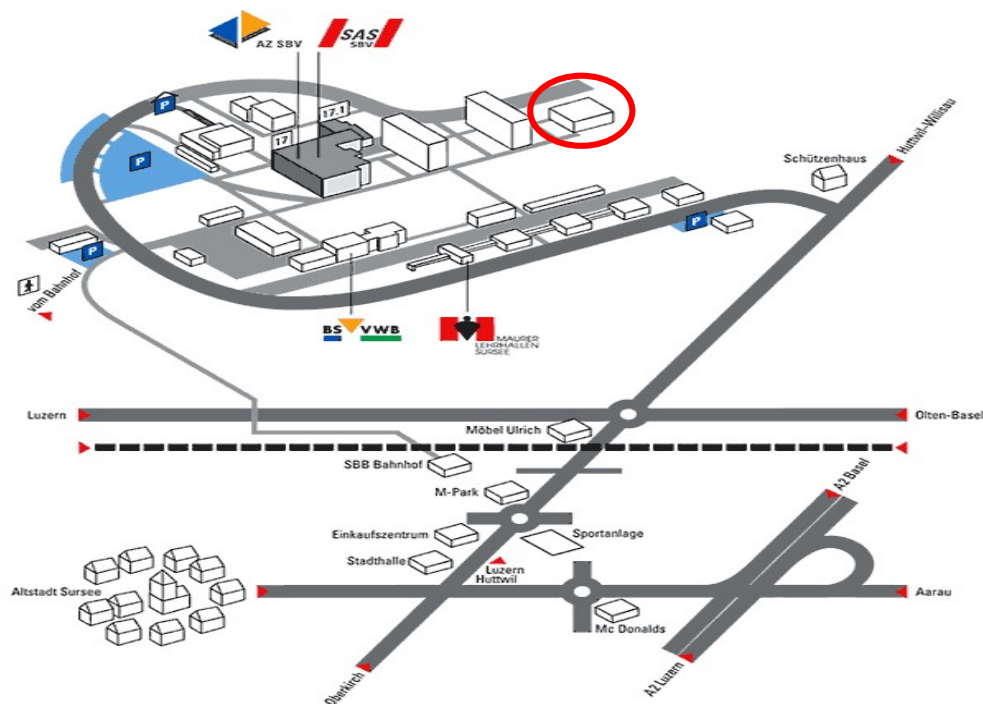 AZ SBV
SAS
SBV
P
17.1
17
P
Schützenhaus
Huttwil-Willisau
P
P
vom Bahnhof
BS VWB
MAURER
LEHRHALLEN
SURSEE
Luzern
Olten-Basel
Möbel Ulrich
SBB Bahnhof
A2 Basel
M-Park
Einkaufszentrum
Sportanlage
Stadthalle
Luzern
Huttwil
Altstadt Sursee
Aarau
Mc Donalds
Oberkirch
A2 Luzern